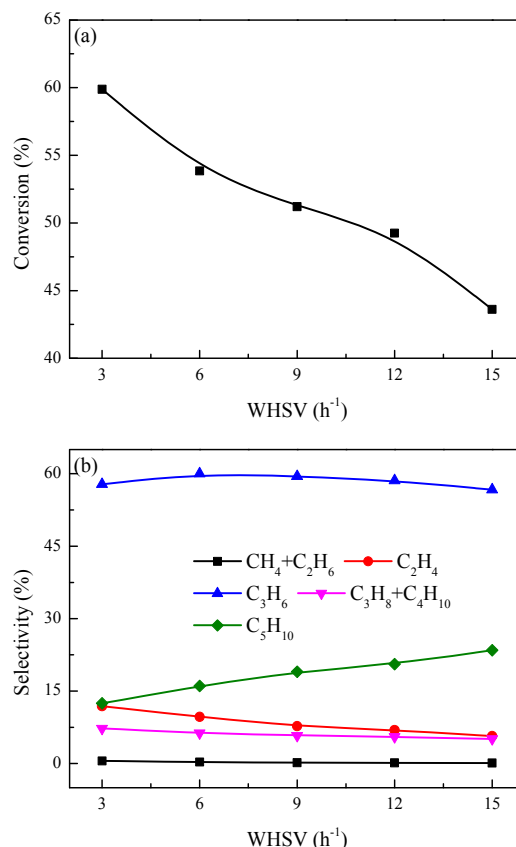 (a)
65
60
55
50
45
40
Conversion (%)
3 6 9 12 15
WHSV (h⁻¹)
(b)
60
45
30
15
0
Selectivity (%)
CH₄+C₂H₆ C₂H₄
C₃H₆ C₃H₈+C₄H₁₀
C₅H₁₀
3 6 9 12 15
WHSV (h⁻¹)